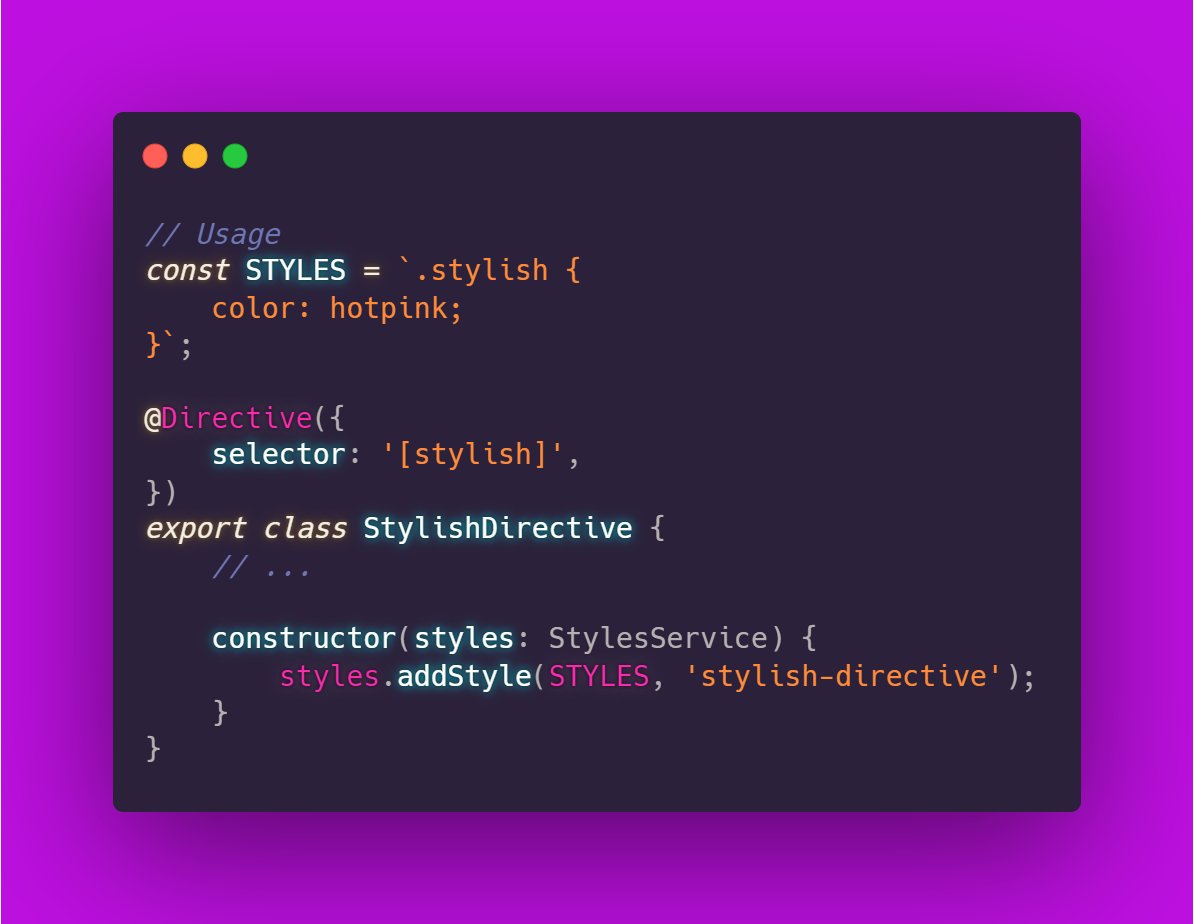 // Usage
const STYLES = `.stylish {
    color: hotpink;
}`;

@Directive({
    selector: '[stylish]',
})
export class StylishDirective {
    // ...

    constructor(styles: StylesService) {
        styles.addStyle(STYLES, 'stylish-directive');
    }
}